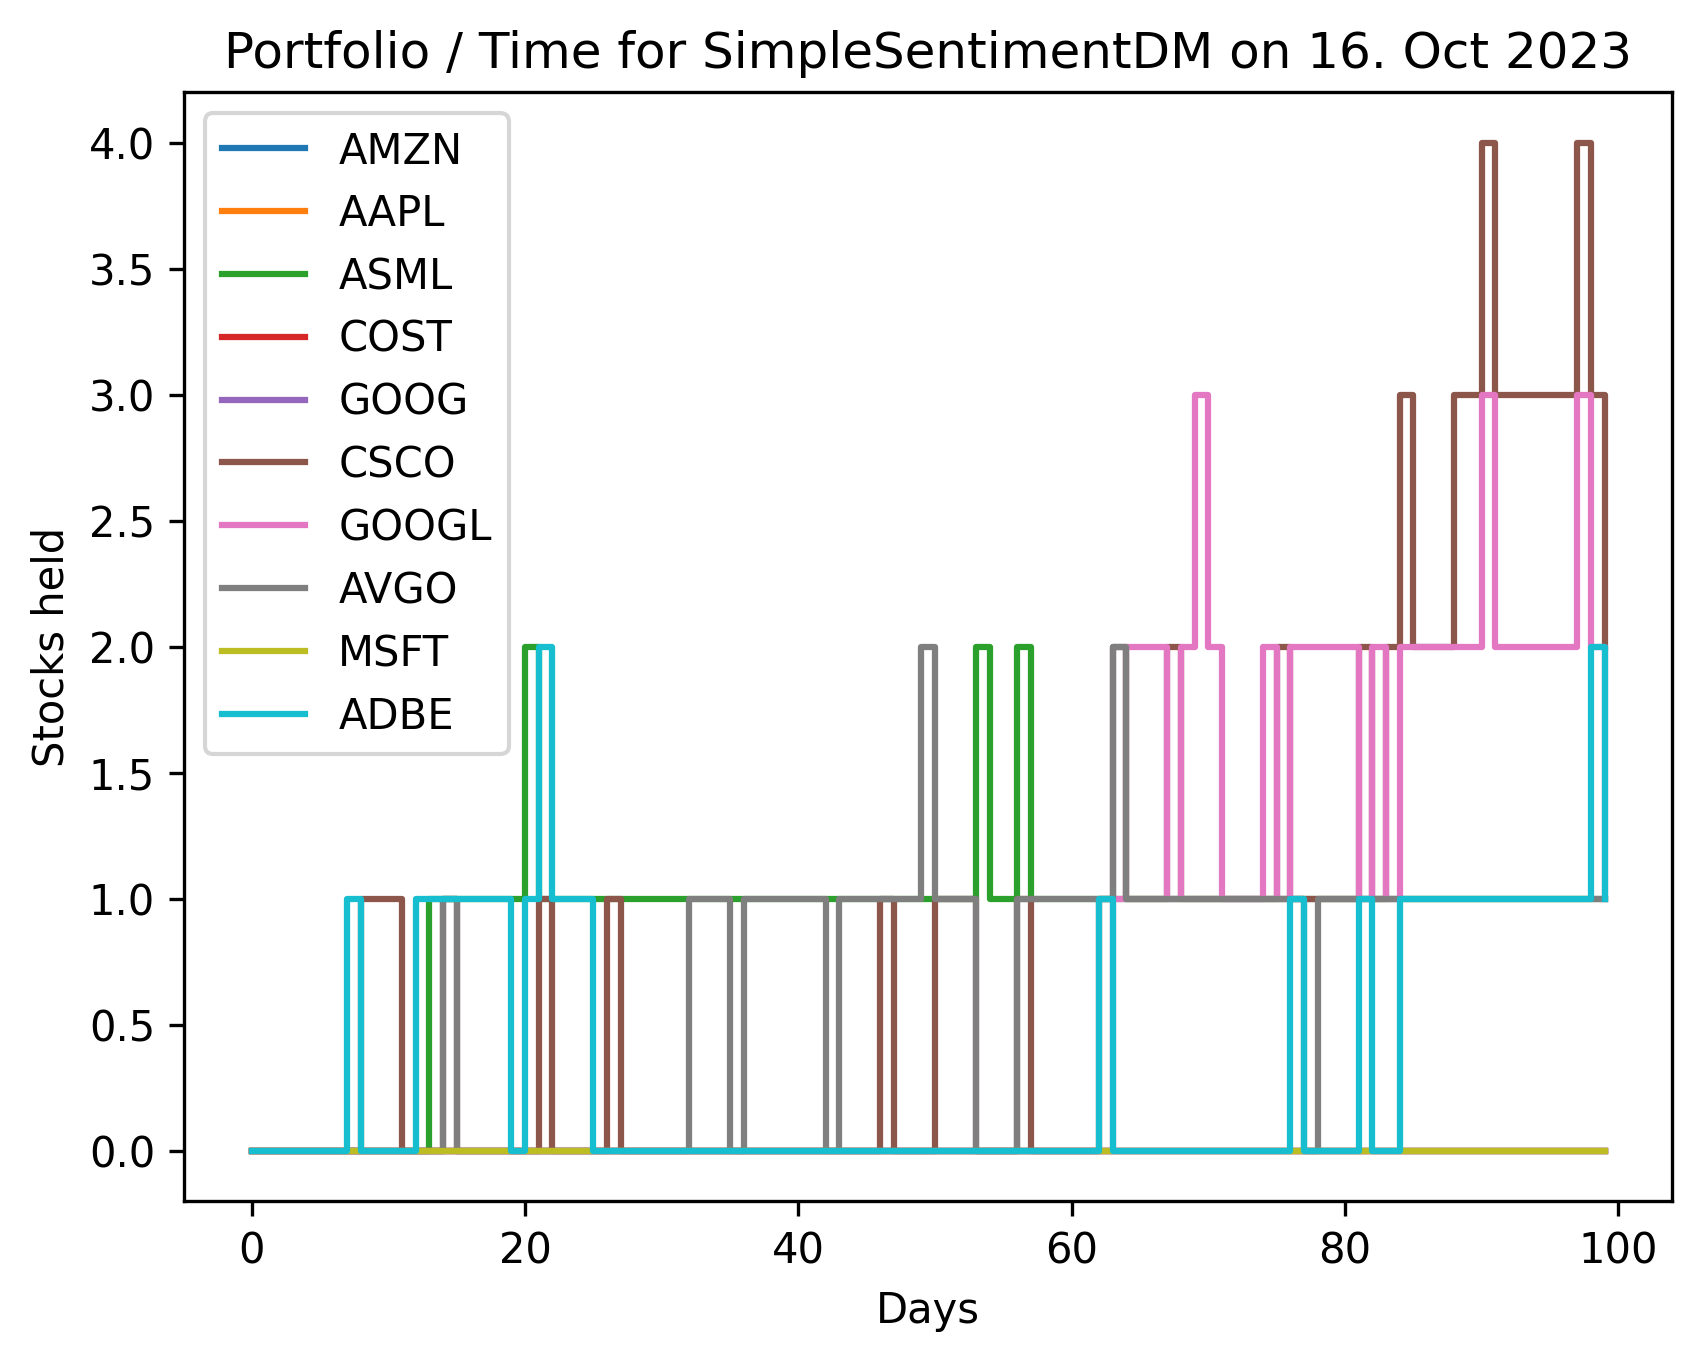 Portfolio / Time for SimpleSentimentDM on 16. Oct 2023
4.0
3.5
3.0
2.5
2.0
1.5
1.0
0.5
0.0
Stocks held
AMZN
AAPL
ASML
COST
GOOG
CSCO
GOOGL
AVGO
MSFT
ADBE
0 20 40 60 80 100
Days